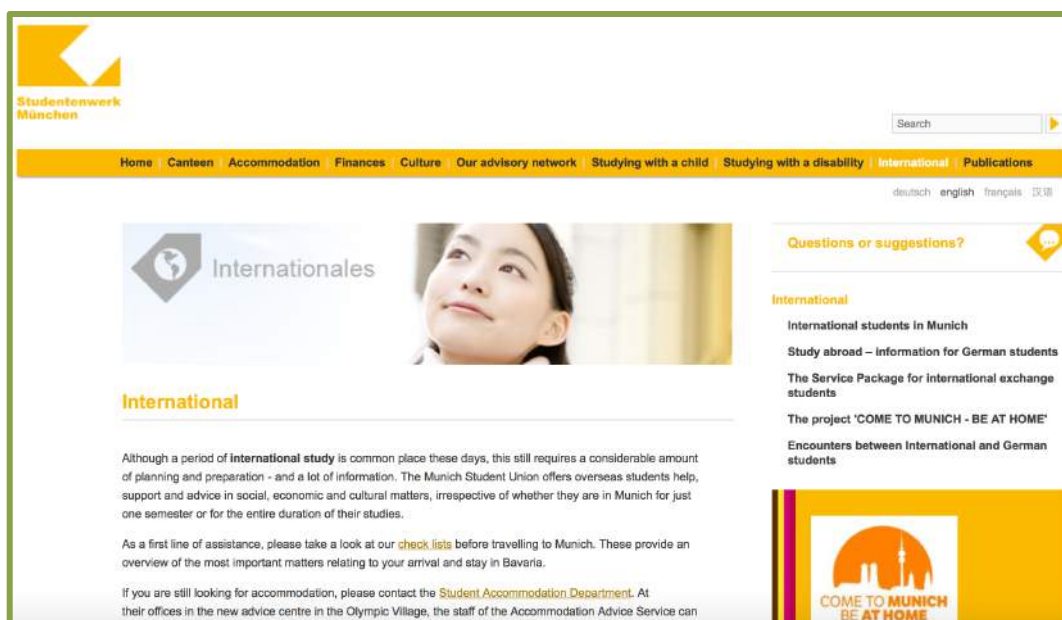 Studentenwerk
München
Search
Home | Canteen | Accommodation | Finances | Culture | Our advisory network | Studying with a child | Studying with a disability | International | Publications
deutsch english français 汉语
Internationales
International
Although a period of international study is common place these days, this still requires a considerable amount
of planning and preparation - and a lot of information. The Munich Student Union offers overseas students help,
support and advice in social, economic and cultural matters, irrespective of whether they are in Munich for just
one semester or for the entire duration of their studies.
As a first line of assistance, please take a look at our check lists before travelling to Munich. These provide an
overview of the most important matters relating to your arrival and stay in Bavaria.
If you are still looking for accommodation, please contact the Student Accommodation Department. At
their offices in the new advice centre in the Olympic Village, the staff of the Accommodation Advice Service can
Questions or suggestions?
International
International students in Munich
Study abroad – information for German students
The Service Package for international exchange
students
The project 'COME TO MUNICH - BE AT HOME'
Encounters between International and German
students
COME TO MUNICH
BE AT HOME